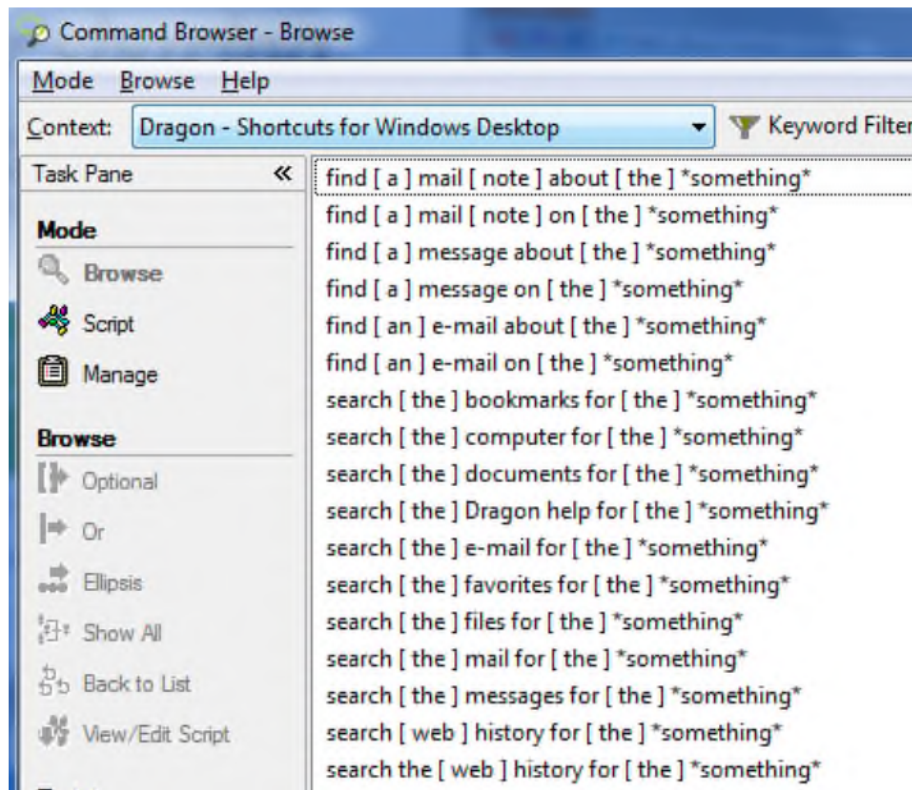 Command Browser - Browse
Mode Browse Help
Context: Dragon - Shortcuts for Windows Desktop Keyword Filter
Task Pane «
Mode
Browse
Script
Manage
Browse
Optional
Or
Ellipsis
Show All
Back to List
View/Edit Script
find [ a ] mail [ note ] about [ the ] *something*
find [ a ] mail [ note ] on [ the ] *something*
find [ a ] message about [ the ] *something*
find [ a ] message on [ the ] *something*
find [ an ] e-mail about [ the ] *something*
find [ an ] e-mail on [ the ] *something*
search [ the ] bookmarks for [ the ] *something*
search [ the ] computer for [ the ] *something*
search [ the ] documents for [ the ] *something*
search [ the ] Dragon help for [ the ] *something*
search [ the ] e-mail for [ the ] *something*
search [ the ] favorites for [ the ] *something*
search [ the ] files for [ the ] *something*
search [ the ] mail for [ the ] *something*
search [ the ] messages for [ the ] *something*
search [ web ] history for [ the ] *something*
search the [ web ] history for [ the ] *something*